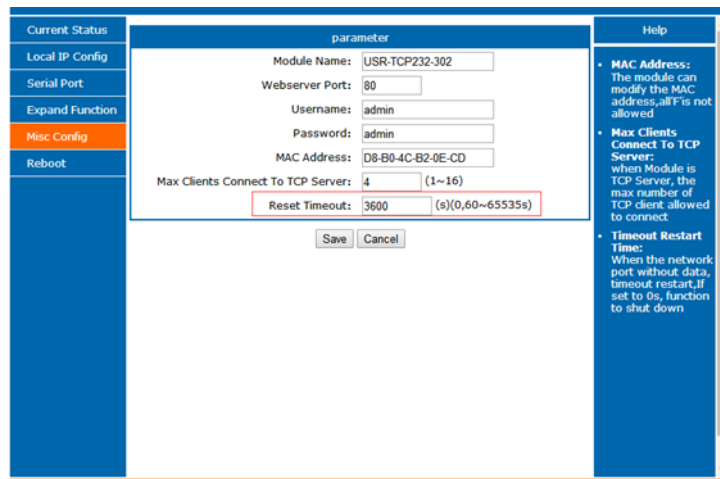 Current Status
Local IP Config
Serial Port
Expand Function
Misc Config
Reboot
parameter
Module Name: USR-TCP232-302
Webserver Port: 80
Username: admin
Password: admin
MAC Address: D8-B0-4C-B2-0E-CD
Max Clients Connect To TCP Server: 4 (1~16)
Reset Timeout: 3600 (s)(0,60~65535s)
Save Cancel
Help
• MAC Address:
The module can
modify the MAC
address,all'F'is not
allowed
• Max Clients
Connect To TCP
Server:
when Module is
TCP Server, the
max number of
TCP client allowed
to connect
• Timeout Restart
Time:
When the network
port without data,
timeout restart,If
set to 0s, function
to shut down